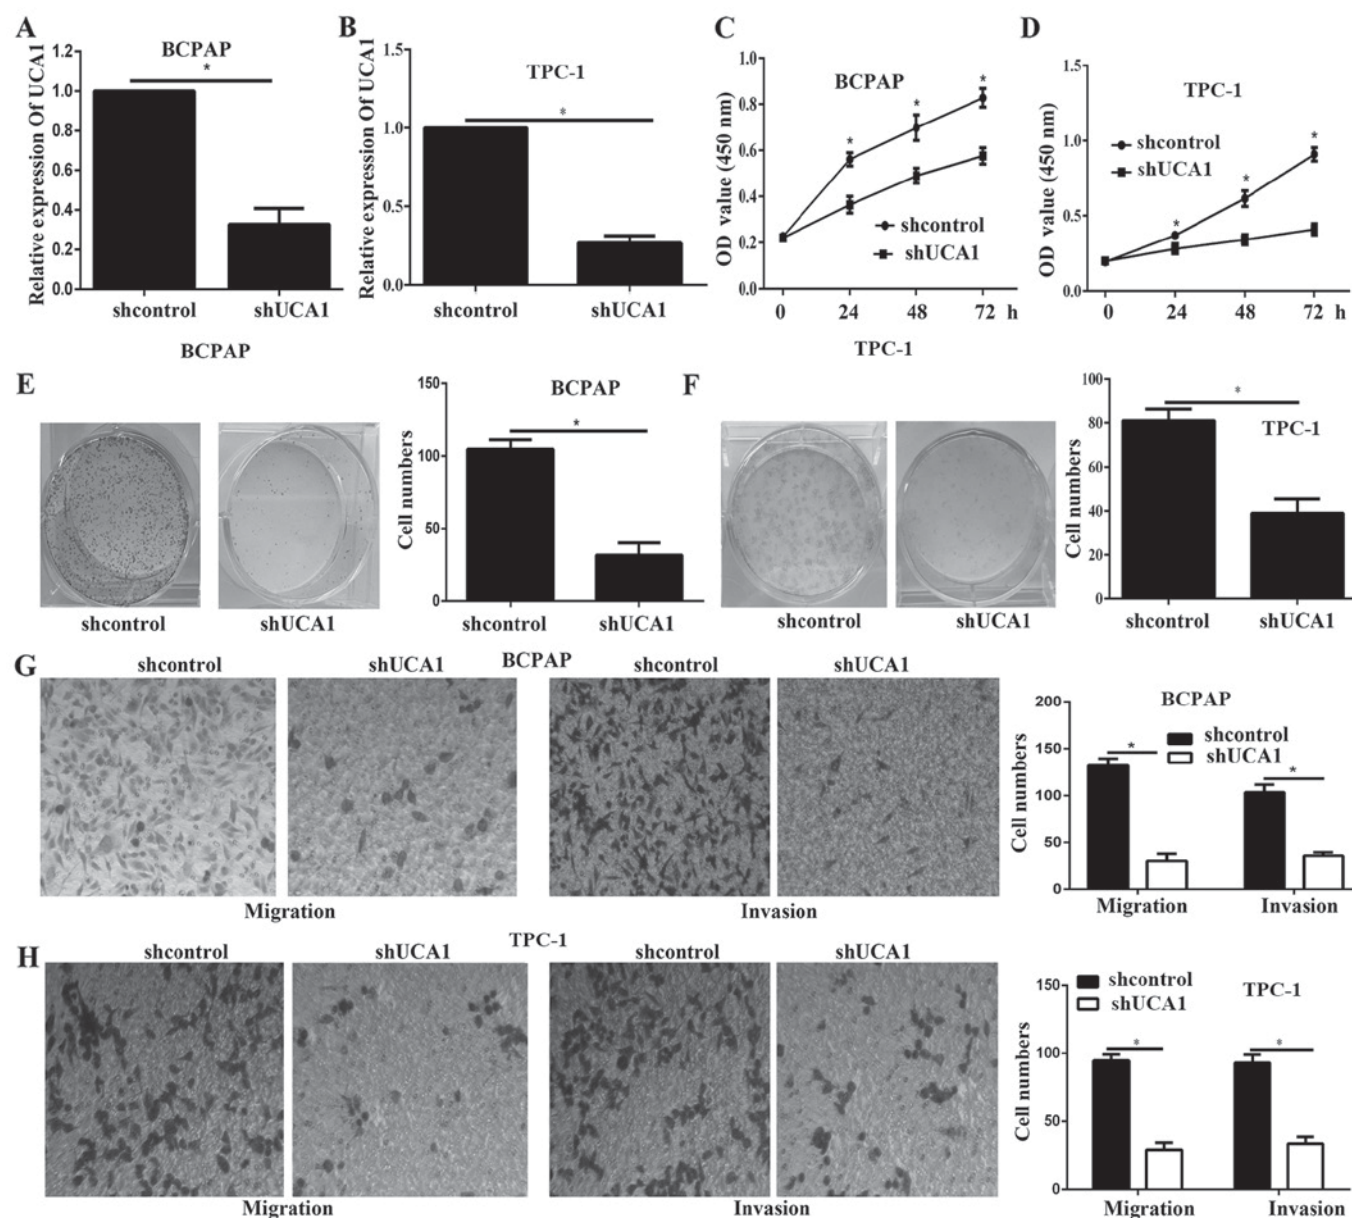 A
BCPAP
*
Relative expression Of UCA1
1.2
1.0
0.8
0.6
0.4
0.2
0.0
shcontrol
shUCA1
B
TPC-1
*
Relative expression Of UCA1
1.5
1.0
0.5
0.0
shcontrol
shUCA1
C
BCPAP
OD value (450 nm)
0.8
0.6
0.4
0.2
0.0
*
*
*
shcontrol
shUCA1
0 24 48 72 h
D
TPC-1
OD value (450 nm)
1.5
1.0
0.5
0.0
shcontrol
shUCA1
*
*
*
0 24 48 72 h
BCPAP
E
shcontrol
shUCA1
Cell numbers
150
100
50
0
BCPAP
*
shcontrol
shUCA1
TPC-1
F
shcontrol
shUCA1
Cell numbers
100
80
60
40
20
0
*
TPC-1
shcontrol
shUCA1
G
BCPAP
shcontrol
shUCA1
shcontrol
shUCA1
Migration
Invasion
Cell numbers
200
150
100
50
0
BCPAP
shcontrol
shUCA1
*
*
Migration
Invasion
H
TPC-1
shcontrol
shUCA1
shcontrol
shUCA1
Migration
Invasion
Cell numbers
150
100
50
0
shcontrol
shUCA1
TPC-1
*
*
Migration
Invasion